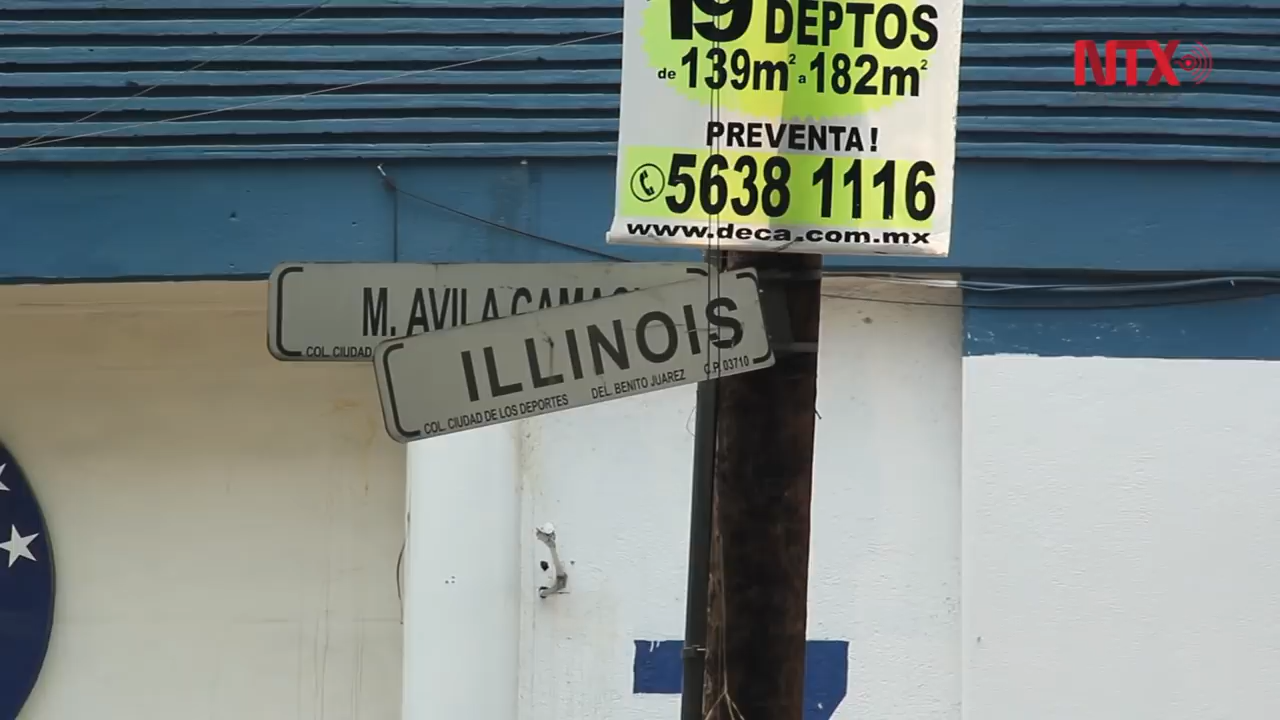 19 DEPTOS
de 139m² a 182m²
PREVENTA!
5638 1116
www.deca.com.mx
NTX
M. AVILA
COL. CIUDAD
ILLINOIS
COL. CIUDAD DE LOS DEPORTES DEL. BENITO JUAREZ C.P. 03710